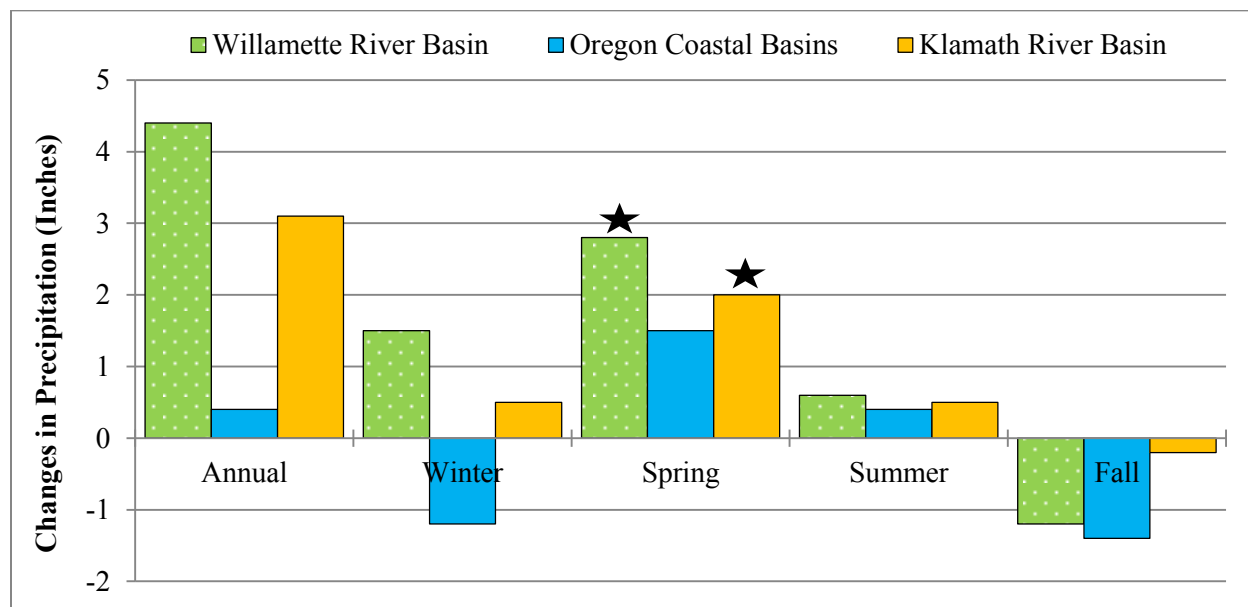 Willamette River Basin Oregon Coastal Basins Klamath River Basin
Changes in Precipitation (Inches)
5
4
3
2
1
0
-1
-2
Annual Winter Spring Summer Fall